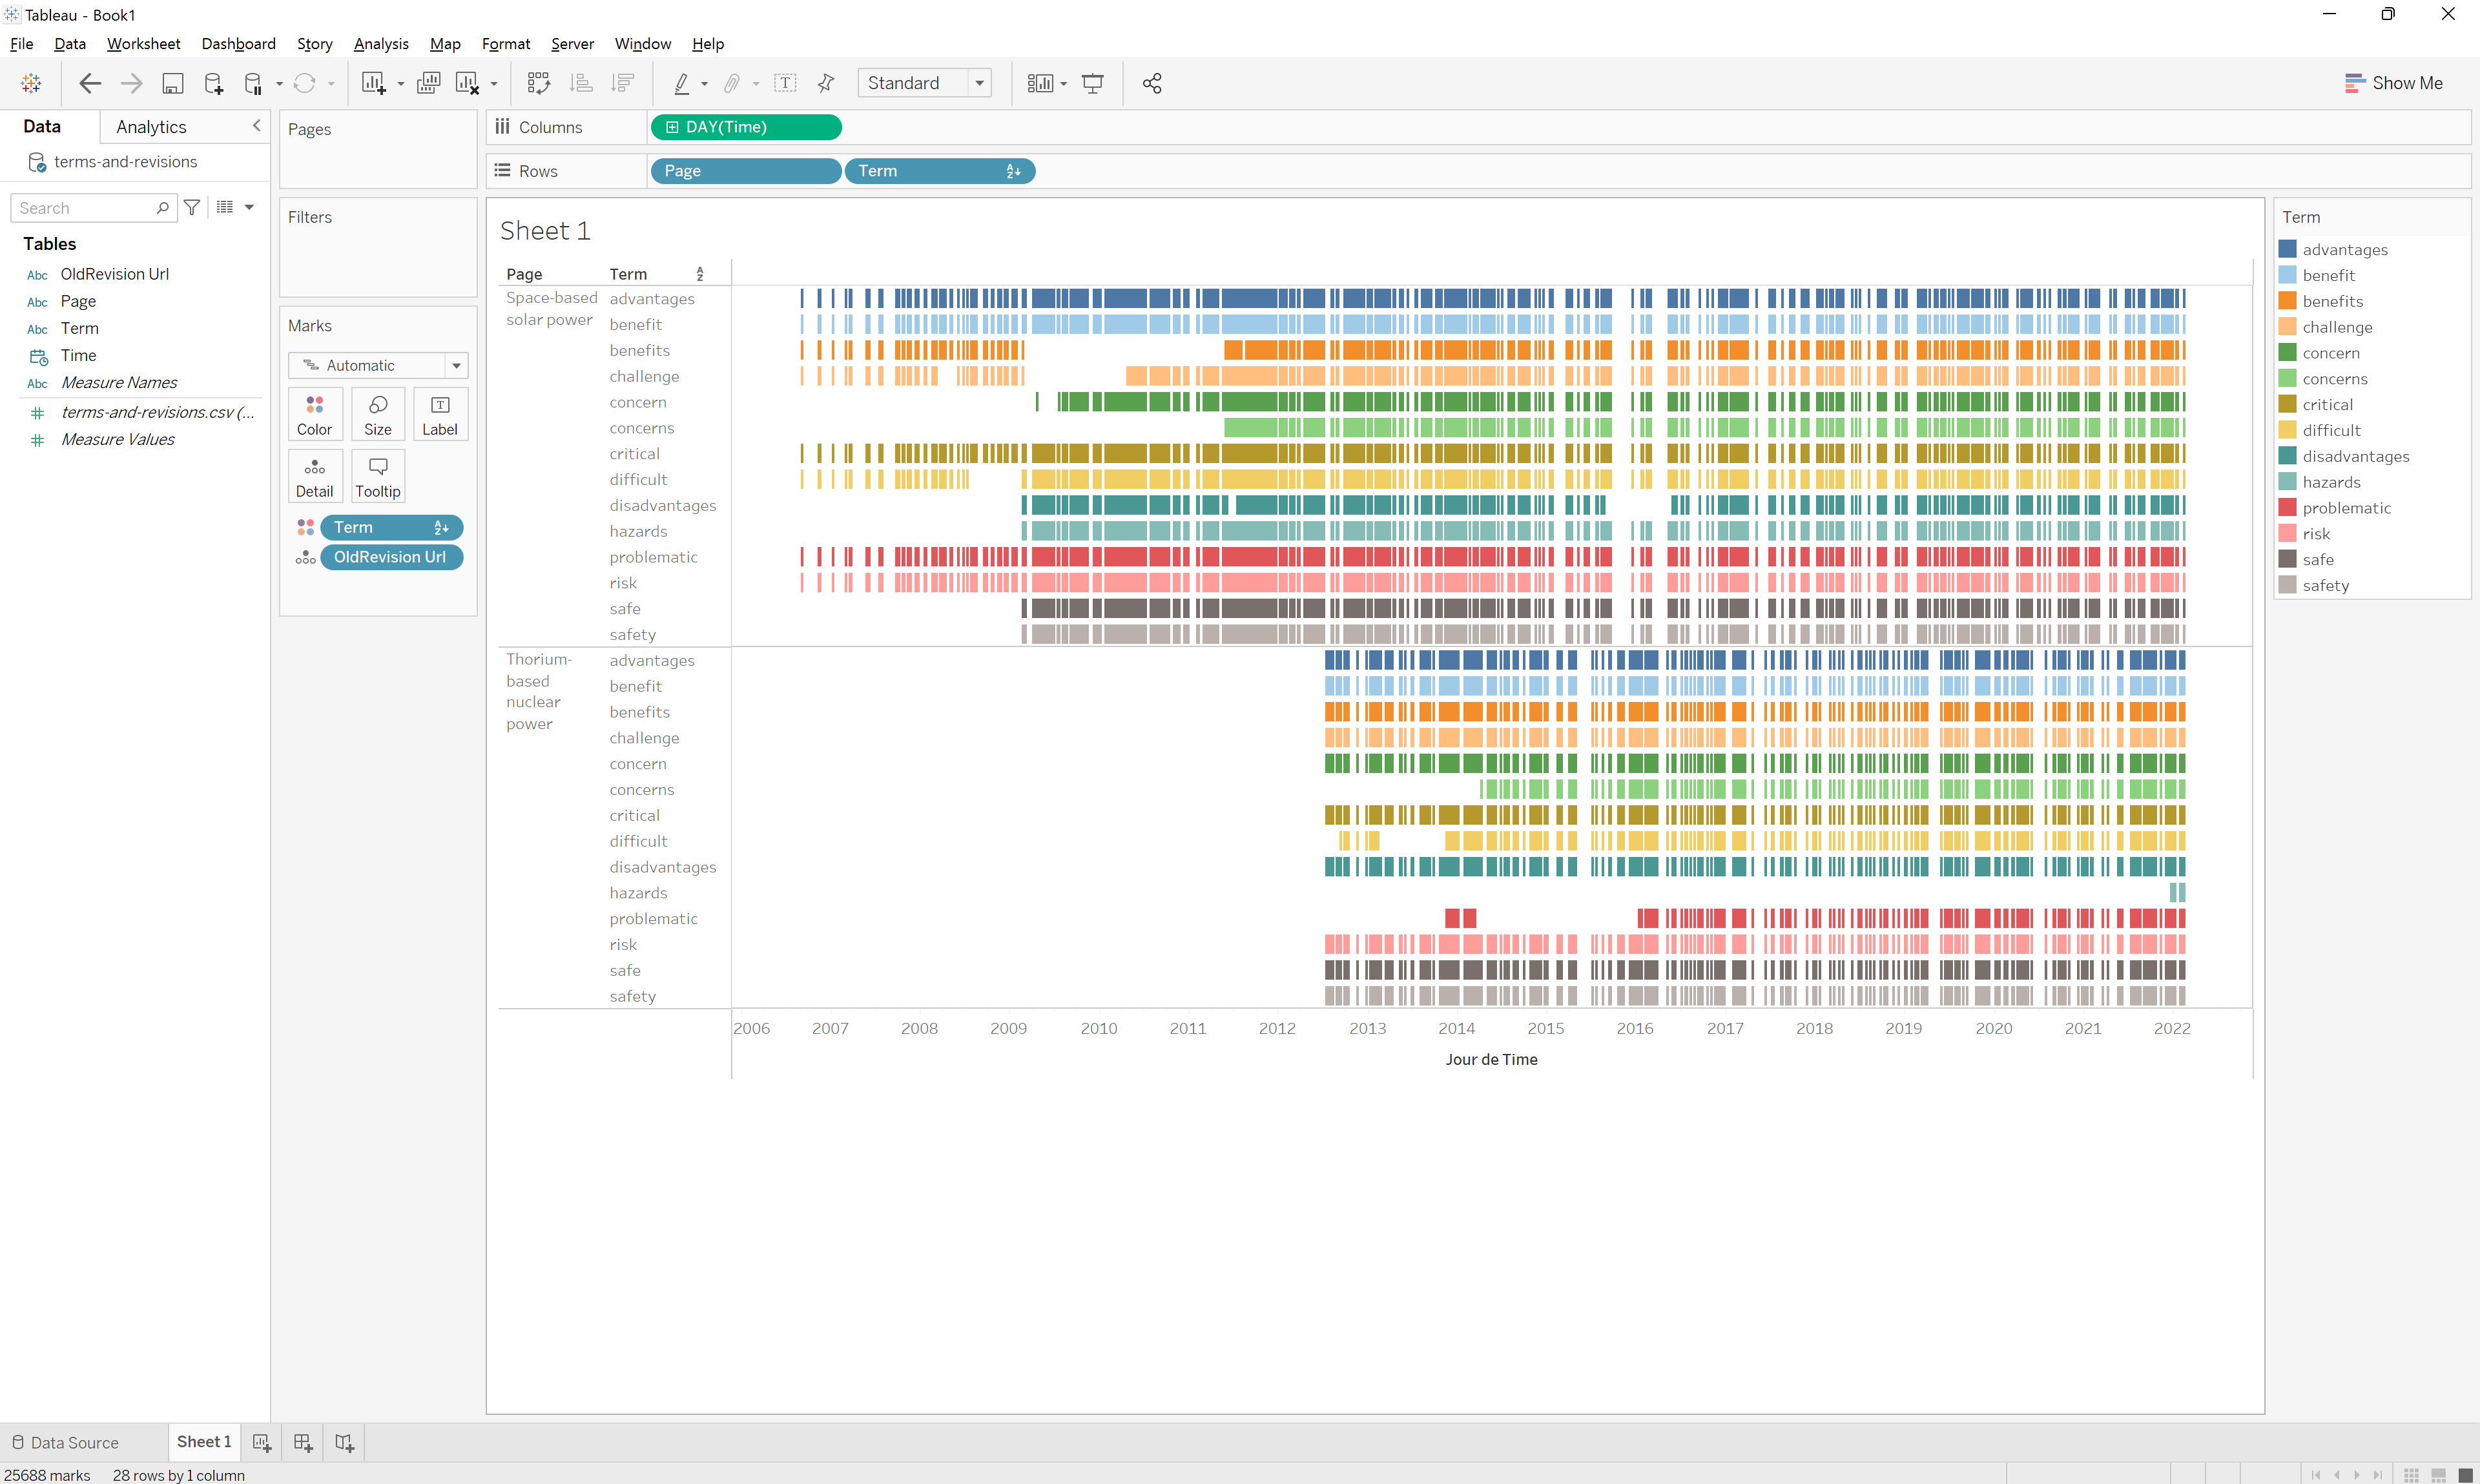 Tableau - Book1
File Data Worksheet Dashboard Story Analysis Map Format Server Window Help
Standard
Show Me
Data
Analytics
terms-and-revisions
Search
Tables
Abc OldRevision Url
Abc Page
Abc Term
Time
Abc Measure Names
# terms-and-revisions.csv (...
# Measure Values
Pages
Filters
Marks
Automatic
Color
Size
T
Label
Detail
Tooltip
Term
OldRevision Url
Columns
DAY(Time)
Rows
Page
Term
Sheet 1
Page
Term
Space-based
solar power
advantages
benefit
benefits
challenge
concern
concerns
critical
difficult
disadvantages
hazards
problematic
risk
safe
safety
Thorium-
based
nuclear
power
advantages
benefit
benefits
challenge
concern
concerns
critical
difficult
disadvantages
hazards
problematic
risk
safe
safety
2006 2007 2008 2009 2010 2011 2012 2013 2014 2015 2016 2017 2018 2019 2020 2021 2022
Jour de Time
Term
advantages
benefit
benefits
challenge
concern
concerns
critical
difficult
disadvantages
hazards
problematic
risk
safe
safety
Data Source
Sheet 1
25688 marks 28 rows by 1 column